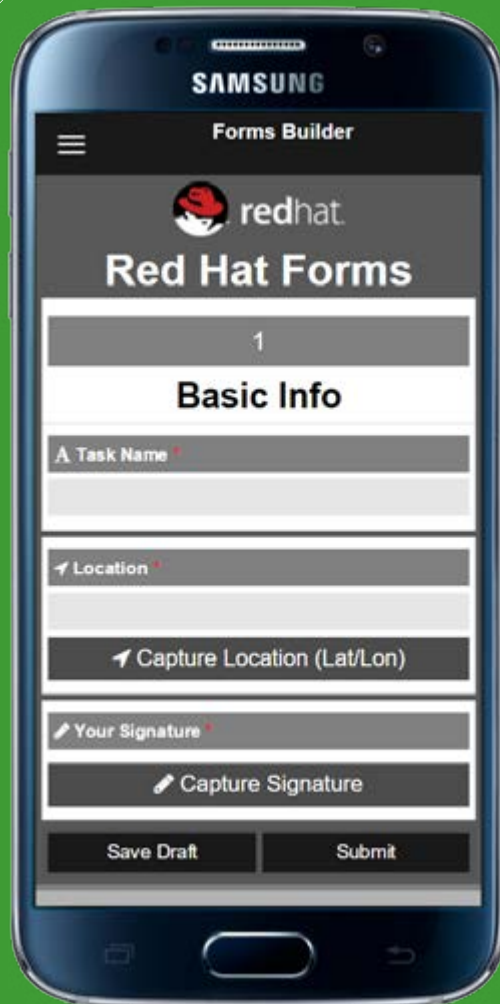 SAMSUNG
Forms Builder
redhat.
Red Hat Forms
1
Basic Info
A Task Name *
Location *
Capture Location (Lat/Lon)
Your Signature *
Capture Signature
Save Draft
Submit